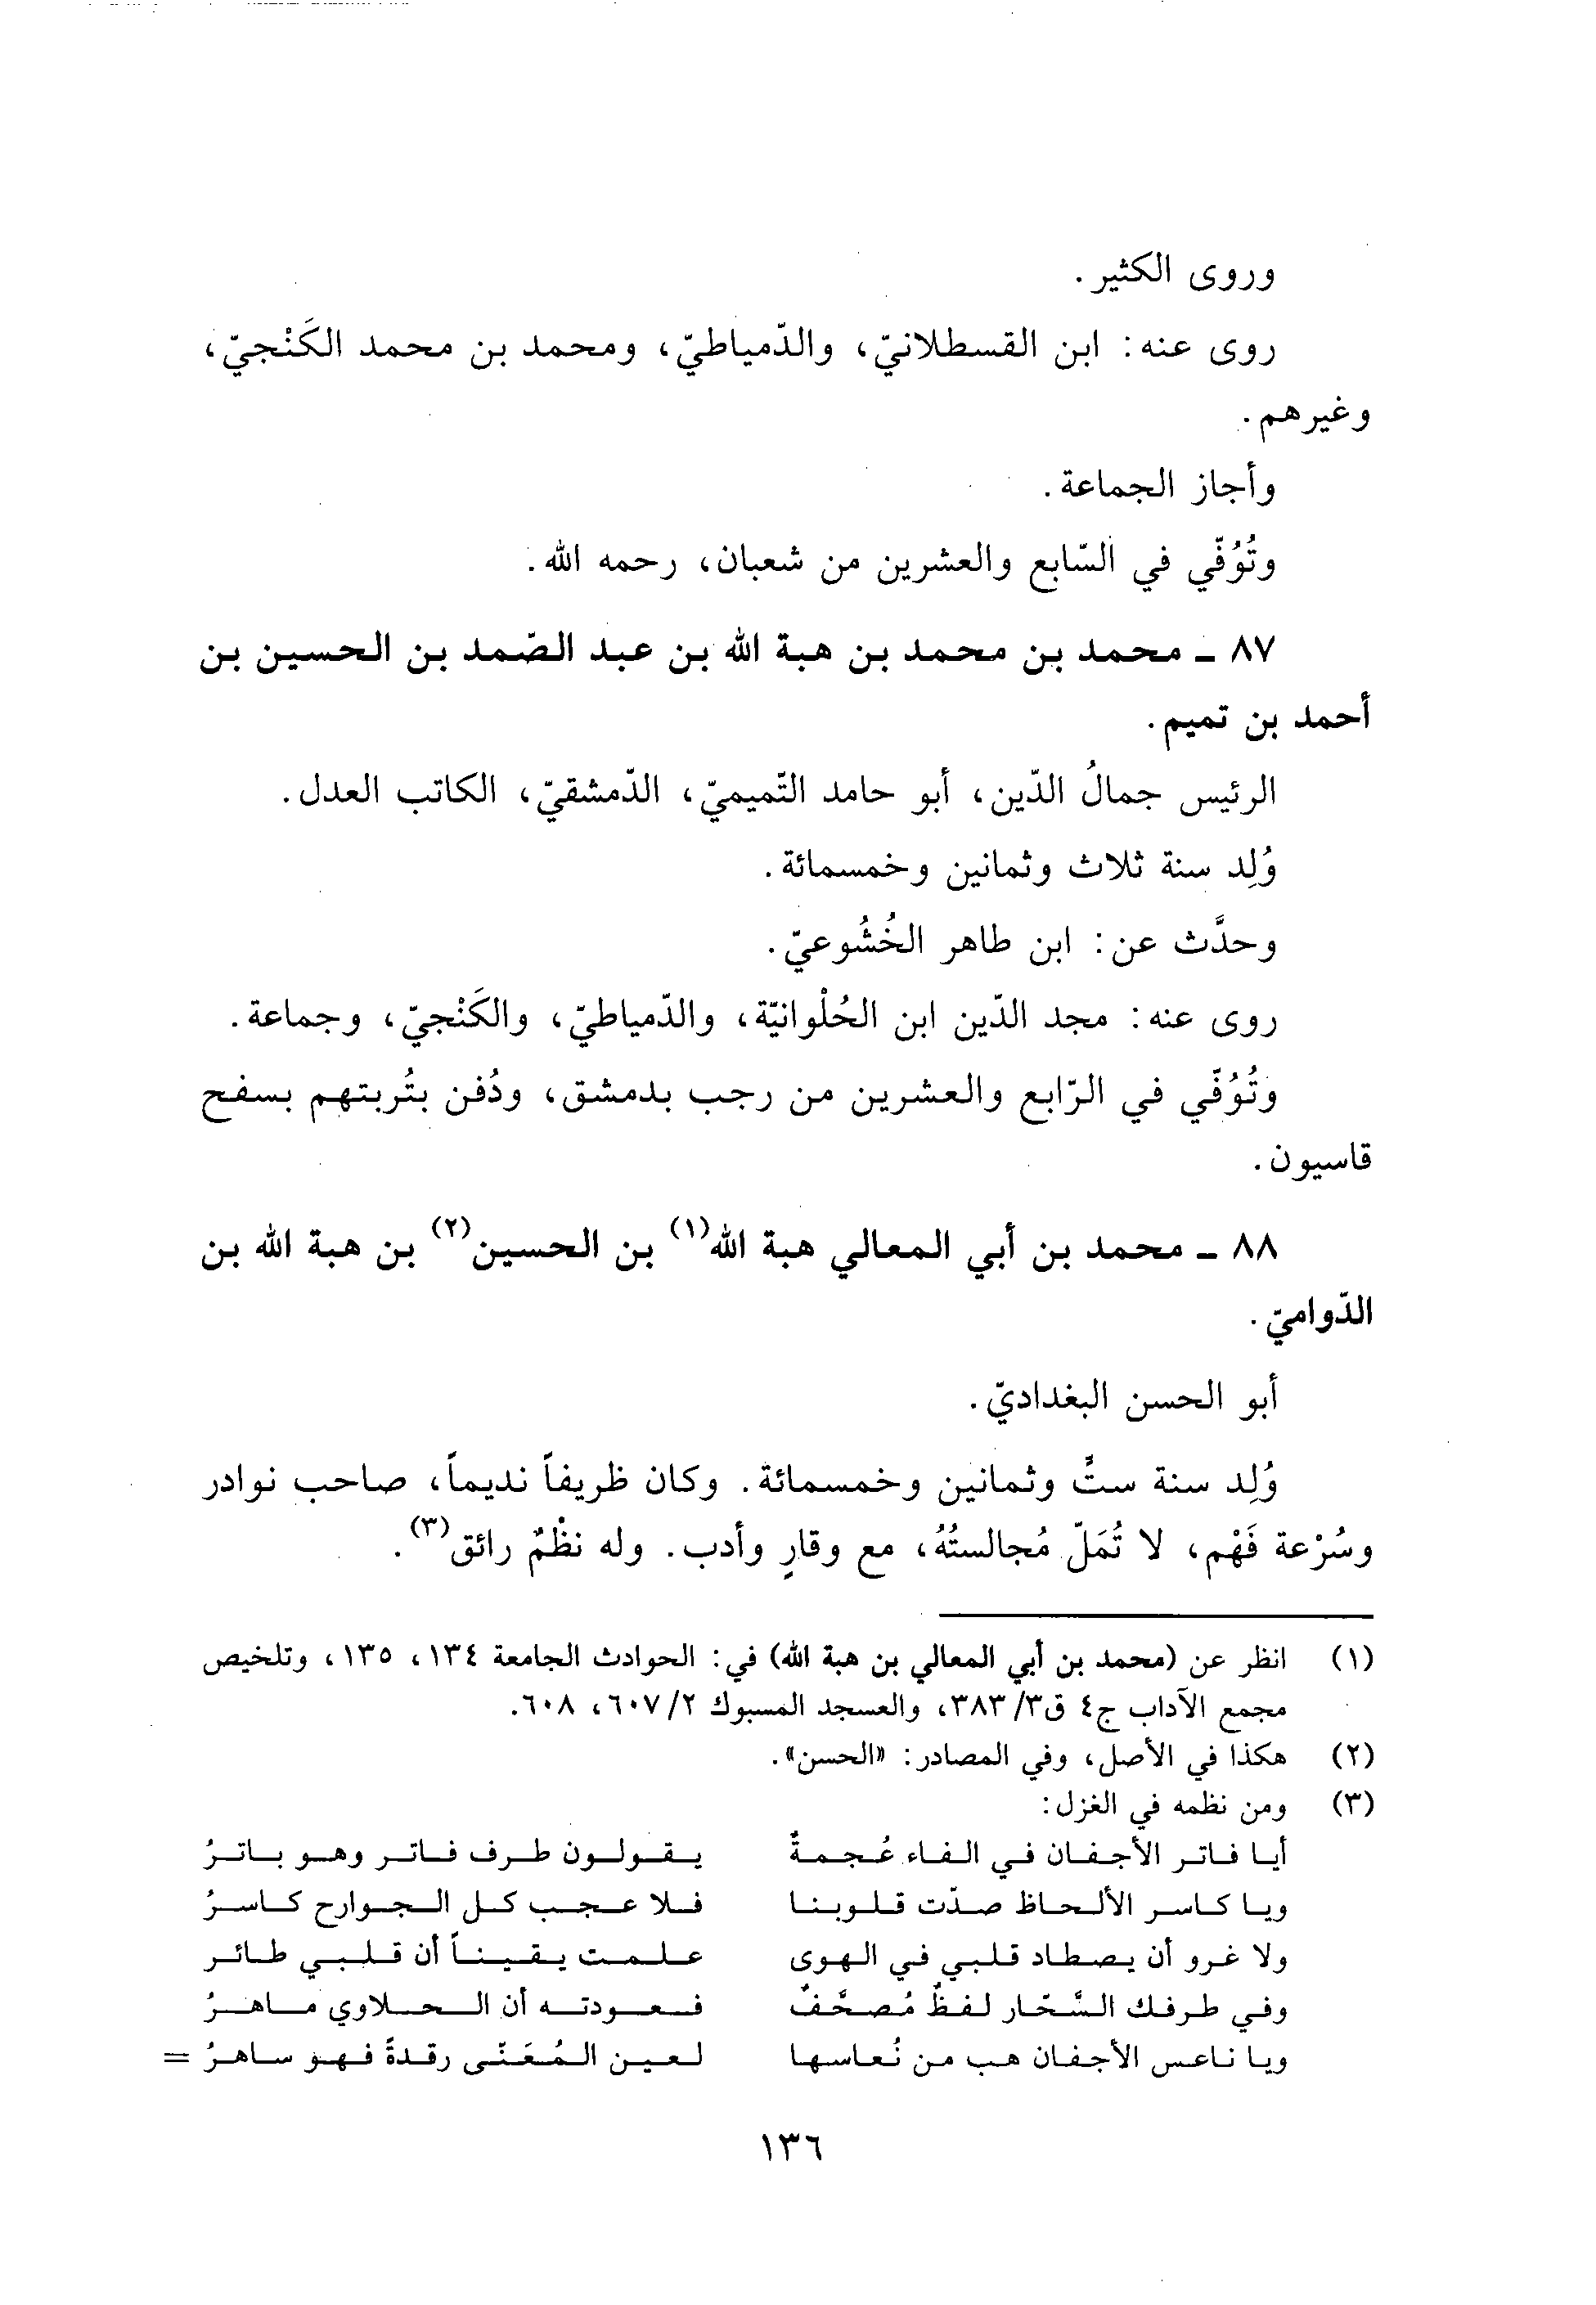 وروى الكثير.
روى عنه: ابن القسطلانيّ، والدّمياطيّ، ومحمد بن محمد الكَنْجيّ،
وغيرهم.
وأجاز الجماعة.
وتُوُفّي في السّابع والعشرين من شعبان، رحمه الله.
٨٧ ـ محمد بن محمد بن هبة الله بن عبد الصّمد بن الحسين بن
أحمد بن تميم.
الرئيس جمالُ الدّين، أبو حامد التّميميّ، الدّمشقيّ، الكاتب العدل.
وُلِد سنة ثلاث وثمانين وخمسمائة.
وحدَّث عن: ابن طاهر الخُشُوعيّ.
روى عنه: مجد الدّين ابن الحُلْوانيّة، والدّمياطيّ، والكَنْجيّ، وجماعة.
وتُوُفّي في الرّابع والعشرين من رجب بدمشق، ودُفن بتُربتهم بسفح
قاسيون.
٨٨ ـ محمد بن أبي المعالي هبة الله(١) بن الحسين(٢) بن هبة الله بن
الدّواميّ.
أبو الحسن البغداديّ.
وُلِد سنة ستٍّ وثمانين وخمسمائة. وكان ظريفاً نديماً، صاحب نوادر
وسُرْعة فَهْم، لا تُمَلّ مُجالستُهُ، مع وقارٍ وأدب. وله نظْمٌ رائق(٣).
(١) انظر عن (محمد بن أبي المعالي بن هبة الله) في: الحوادث الجامعة ١٣٤، ١٣٥، وتلخيص
مجمع الآداب ج٤ ق٣/ ٣٨٣، والعسجد المسبوك ٢/ ٦٠٧، ٦٠٨.
(٢) هكذا في الأصل، وفي المصادر: «الحسن».
(٣) ومن نظمه في الغزل:
أيا فاتر الأجفان في الفاء عُجمةٌ يقولون طرف فاتر وهو باترُ
ويا كاسر الألحاظ صدّت قلوبنا فلا عجب كل الجوارح كاسرُ
ولا غرو أن يصطاد قلبي في الهوى علمت يقيناً أن قلبي طائر
وفي طرفك السَّحّار لفظٌ مُصحَّفٌ فعودته أن الحلاوي ماهرُ
ويا ناعس الأجفان هب من نُعاسها لعين المُعَنّى رقدةً فهو ساهرُ =
١٣٦